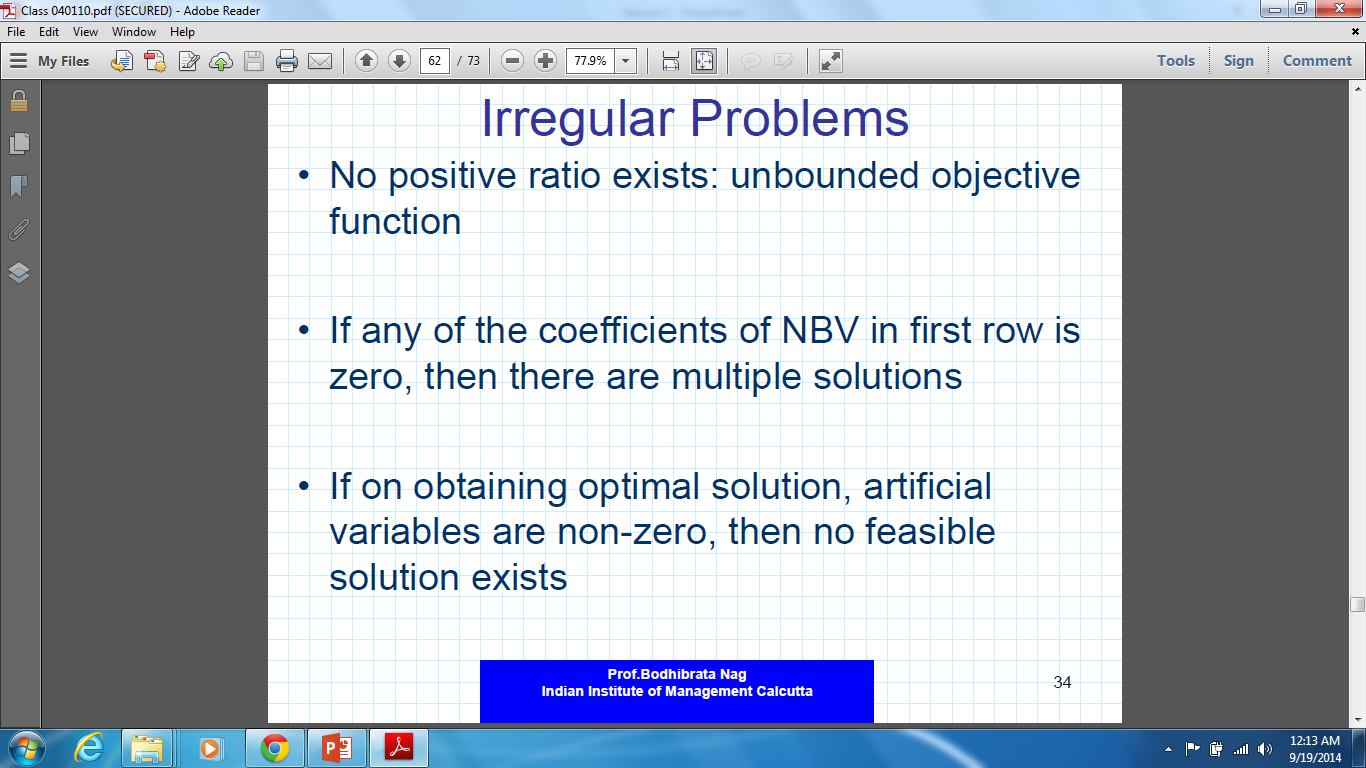 Class 040110.pdf (SECURED) - Adobe Reader
File Edit View Window Help
My Files 62 / 73 77.9% Tools Sign Comment
Irregular Problems
• No positive ratio exists: unbounded objective
function
• If any of the coefficients of NBV in first row is
zero, then there are multiple solutions
• If on obtaining optimal solution, artificial
variables are non-zero, then no feasible
solution exists
Prof.Bodhibrata Nag
Indian Institute of Management Calcutta
34
12:13 AM
9/19/2014